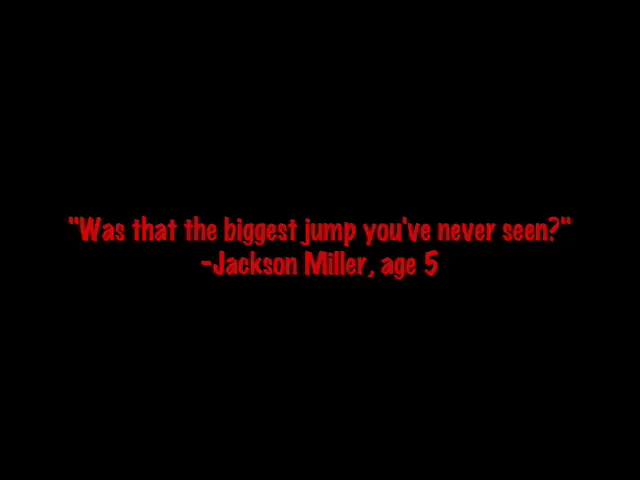 "Was that the biggest jump you've never seen?"
-Jackson Miller, age 5